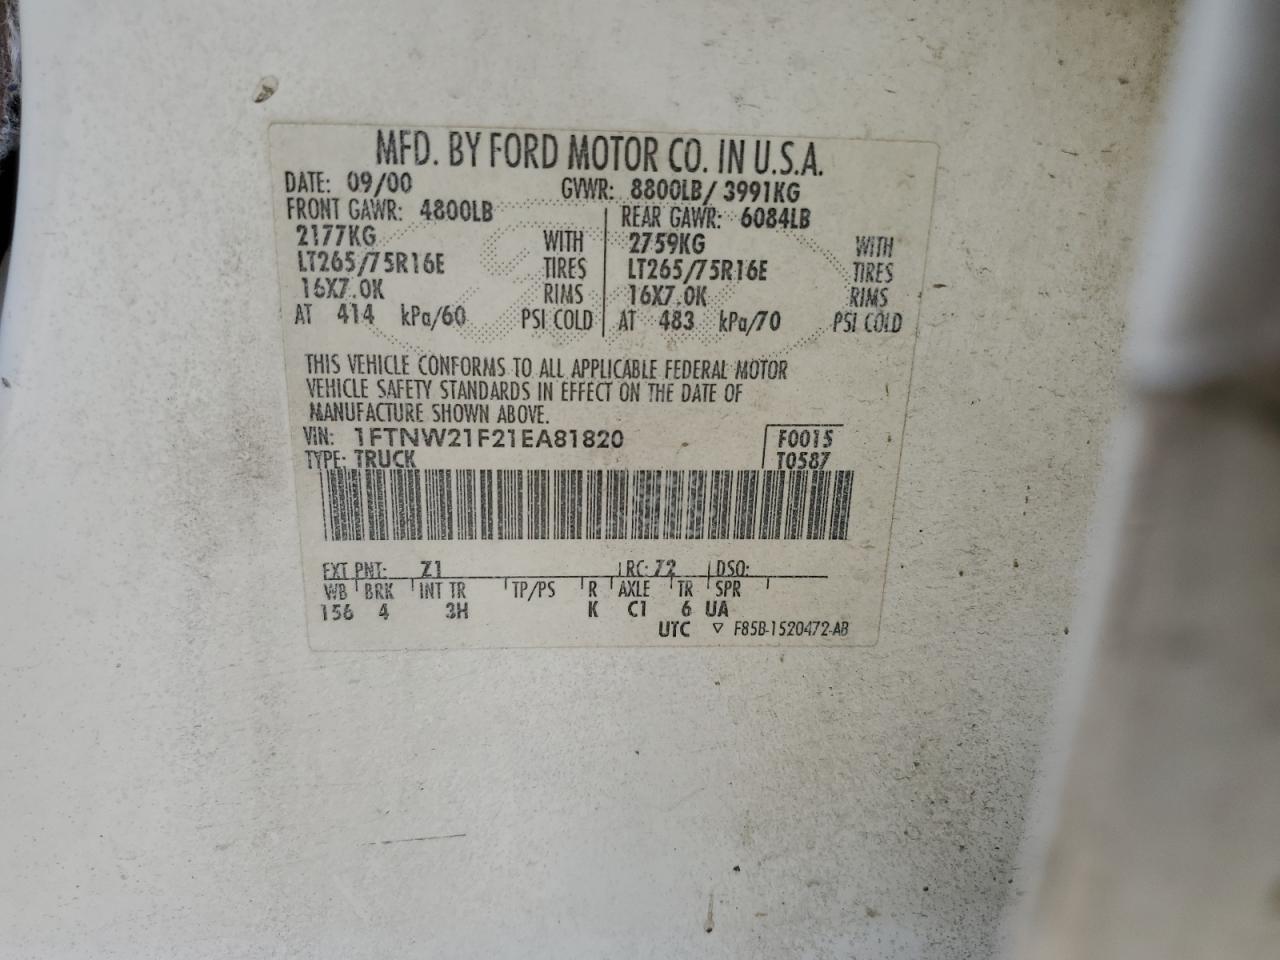 MFD. BY FORD MOTOR CO. IN U.S.A.
DATE: 09/00 GVWR: 8800LB/ 3991KG
FRONT GAWR: 4800LB REAR GAWR: 6084LB
2177KG WITH 2759KG WITH
LT265/75R16E TIRES LT265/75R16E TIRES
16X7.0K RIMS 16X7.0K RIMS
AT 414 kPa/60 PSI COLD AT 483 kPa/70 PSI COLD
THIS VEHICLE CONFORMS TO ALL APPLICABLE FEDERAL MOTOR
VEHICLE SAFETY STANDARDS IN EFFECT ON THE DATE OF
MANUFACTURE SHOWN ABOVE.
VIN: 1FTNW21F21EA81820 F0015
TYPE: TRUCK T0587
EXT PNT: Z1 RC: 72 DSO:
WB BRK INT TR TP/PS R AXLE TR SPR
156 4 3H K C1 6 UA
UTC ▽ F85B-1520472-AB